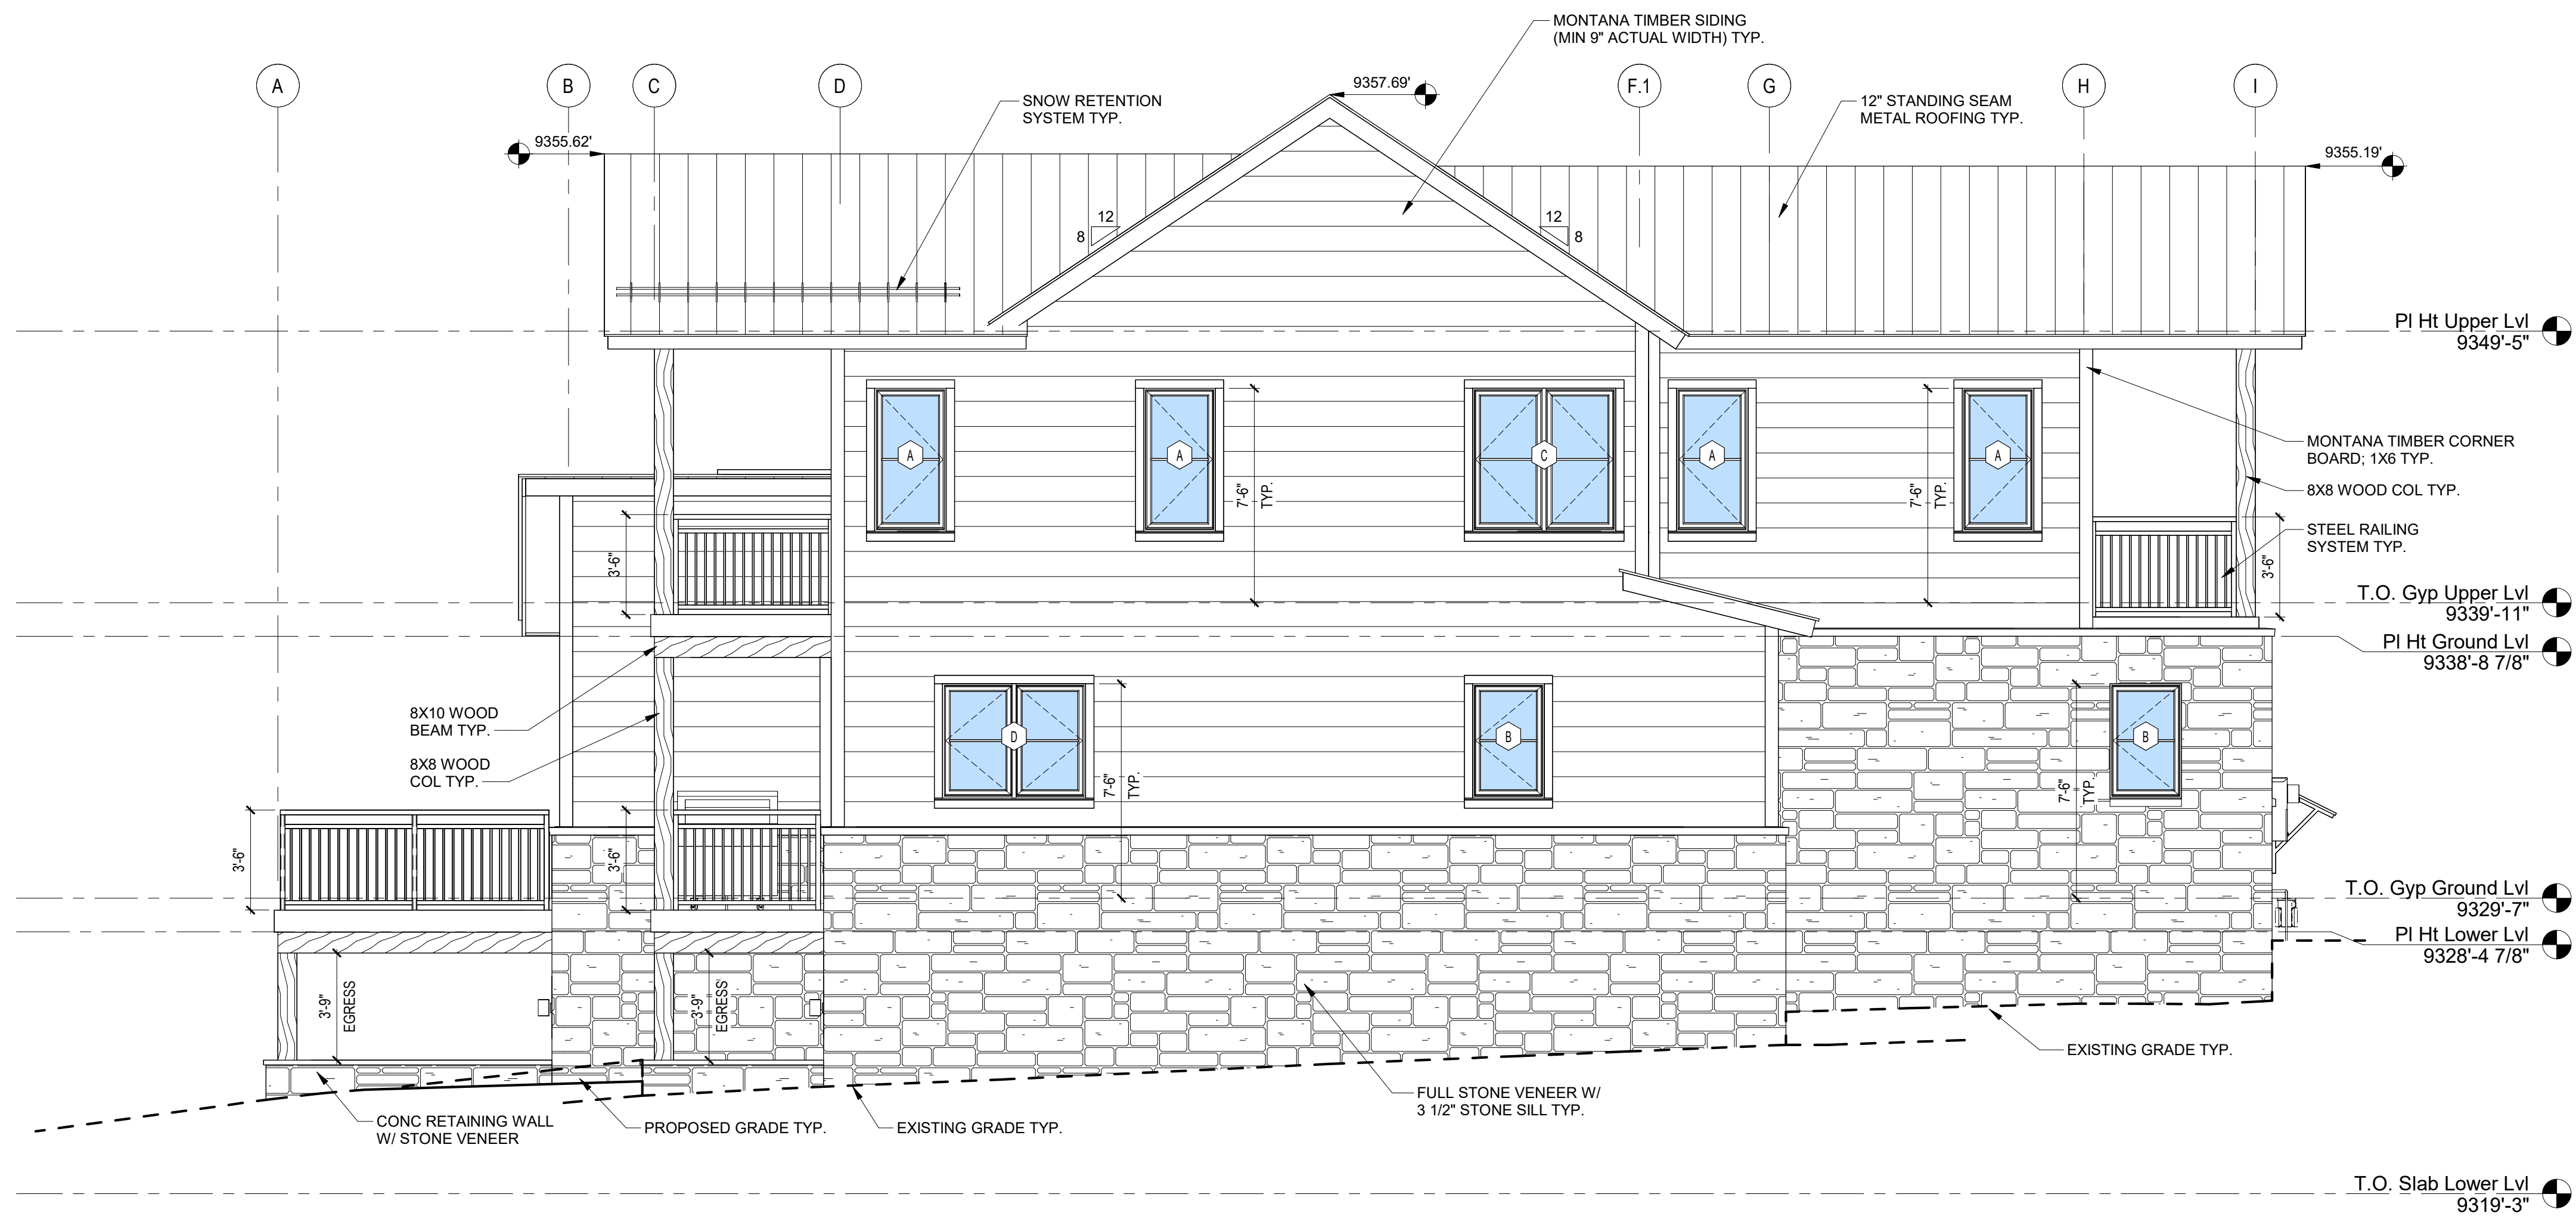 MONTANA TIMBER SIDING
(MIN 9" ACTUAL WIDTH) TYP.
A
B
C
D
F.1
G
H
I
9357.69'
SNOW RETENTION
SYSTEM TYP.
12" STANDING SEAM
METAL ROOFING TYP.
9355.62'
9355.19'
12
8
12
8
Pl Ht Upper Lvl
9349'-5"
A
A
C
A
A
7'-6"
TYP.
7'-6"
TYP.
MONTANA TIMBER CORNER
BOARD; 1X6 TYP.
8X8 WOOD COL TYP.
STEEL RAILING
SYSTEM TYP.
3'-6"
3'-6"
T.O. Gyp Upper Lvl
9339'-11"
Pl Ht Ground Lvl
9338'-8 7/8"
8X10 WOOD
BEAM TYP.
8X8 WOOD
COL TYP.
D
B
B
7'-6"
TYP.
7'-6"
TYP.
3'-6"
3'-6"
T.O. Gyp Ground Lvl
9329'-7"
Pl Ht Lower Lvl
9328'-4 7/8"
3'-9"
EGRESS
3'-9"
EGRESS
EXISTING GRADE TYP.
FULL STONE VENEER W/
3 1/2" STONE SILL TYP.
CONC RETAINING WALL
W/ STONE VENEER
PROPOSED GRADE TYP.
EXISTING GRADE TYP.
T.O. Slab Lower Lvl
9319'-3"